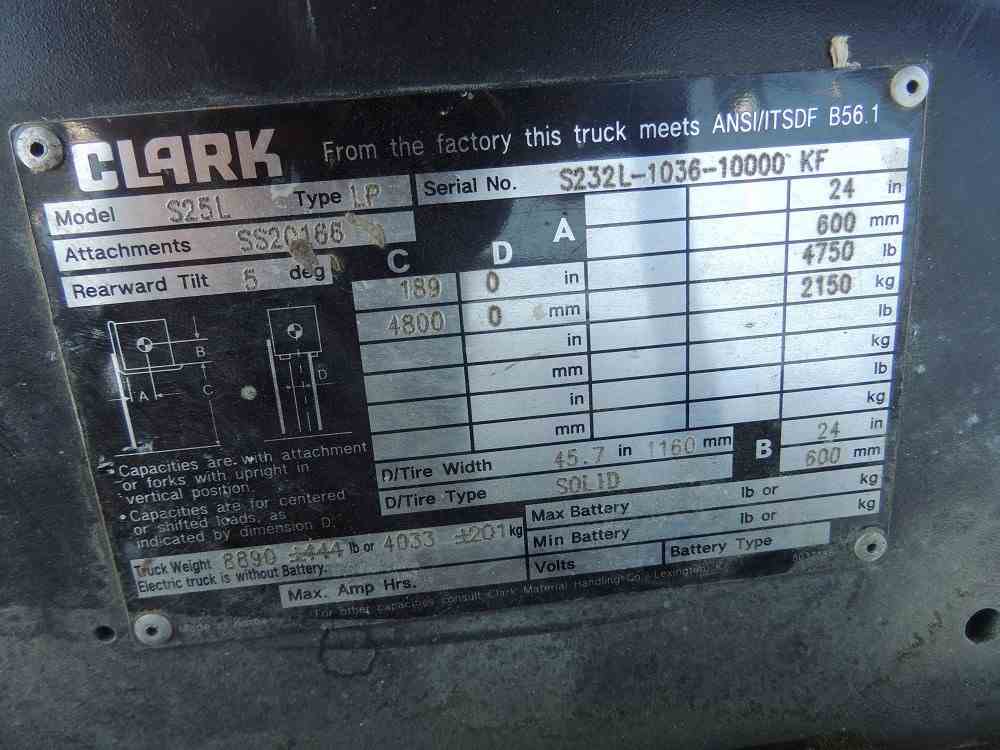 CLARK From the factory this truck meets ANSI/ITSDF B56.1
Model S25L Type LP Serial No. S232L-1036-10000 KF
Attachments SS20166
Rearward Tilt 5 deg
A 24 in
600 mm
C D 4750 lb
189 0 in 2150 kg
4800 0 mm lb
in kg
mm lb
in kg
mm
B 24 in
600 mm
A B C D
D/Tire Width 45.7 in 1160 mm
D/Tire Type SOLID
• Capacities are with attachment
or forks with upright in
vertical position.
• Capacities are for centered
or shifted loads, as
indicated by dimension D.
Truck Weight 8890 ±444 lb or 4033 ±201 kg
Electric truck is without Battery.
Max Battery lb or kg
Min Battery lb or kg
Max. Amp Hrs. Volts Battery Type
For other capacities consult Clark Material Handling Co., Lexington,
Made in Korea